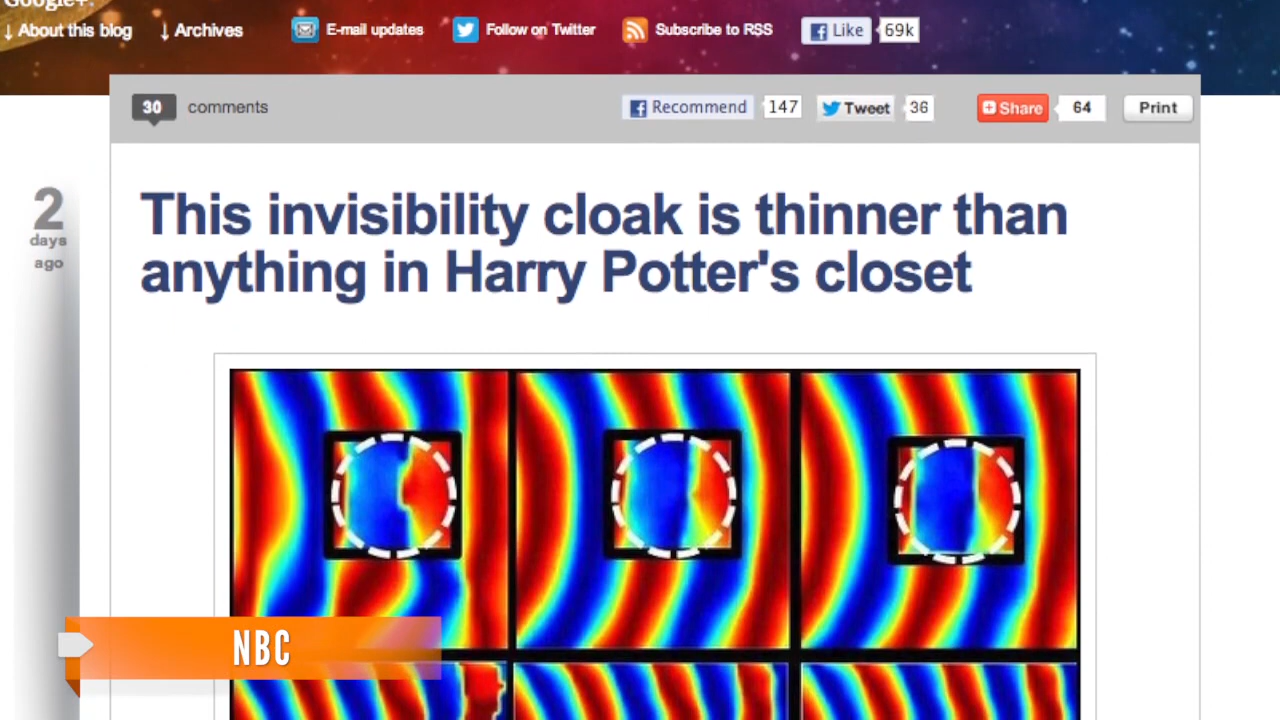 Google+.
↓ About this blog ↓ Archives E-mail updates Follow on Twitter Subscribe to RSS Like 69k
30 comments Recommend 147 Tweet 36 Share 64 Print
2
days
ago
This invisibility cloak is thinner than
anything in Harry Potter's closet
NBC